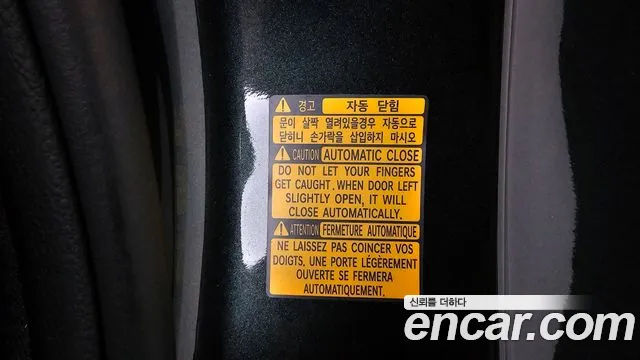 경고 자동 닫힘
문이 살짝 열려있을경우 자동으로
닫히니 손가락을 삽입하지 마시오
CAUTION AUTOMATIC CLOSE
DO NOT LET YOUR FINGERS
GET CAUGHT. WHEN DOOR LEFT
SLIGHTLY OPEN, IT WILL
CLOSE AUTOMATICALLY.
ATTENTION FERMETURE AUTOMATIQUE
NE LAISSEZ PAS COINCER VOS
DOIGTS, UNE PORTE LÉGÈREMENT
OUVERTE SE FERMERA
AUTOMATIQUEMENT.
신뢰를 더하다
encar.com